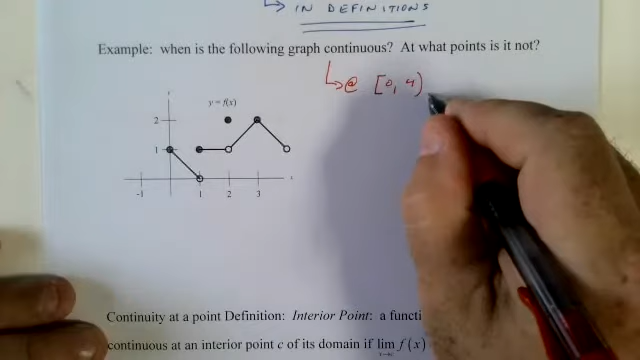 ↳ IN DEFINITIONS
Example: when is the following graph continuous? At what points is it not?
↳@ [0, 4)
y = f(x)
2
1
-1 1 2 3
Continuity at a point Definition: Interior Point: a functi
continuous at an interior point c of its domain if lim f(x)
x→c